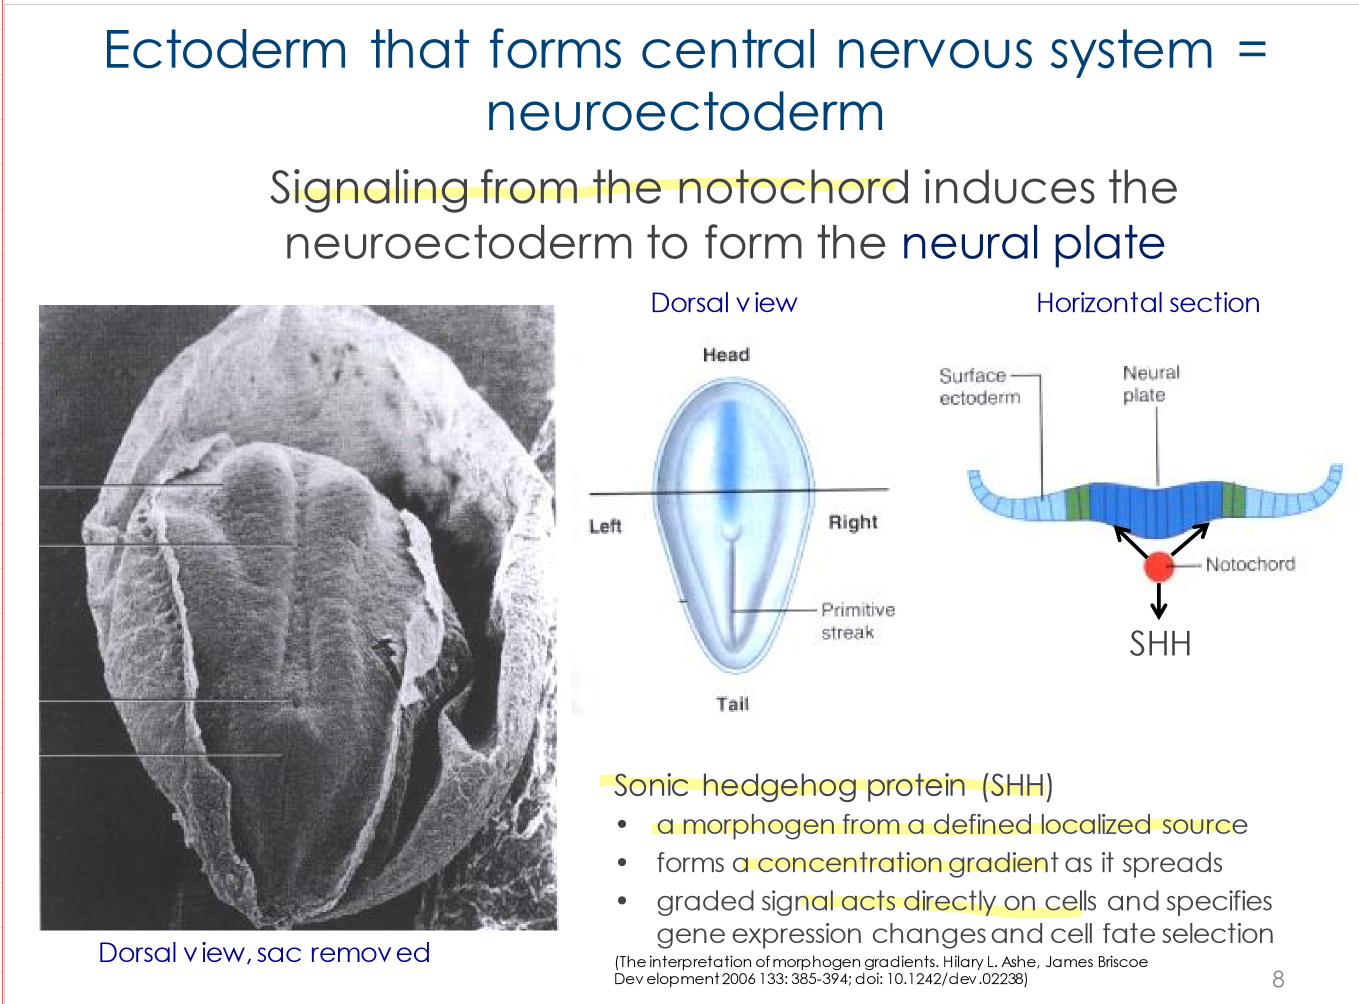 Ectoderm that forms central nervous system =
neuroectoderm
Signaling from the notochord induces the
neuroectoderm to form the neural plate
Dorsal view
Horizontal section
Head
Left
Right
Primitive
streak
Tail
Surface
ectoderm
Neural
plate
Notochord
SHH
Dorsal view, sac removed
Sonic hedgehog protein (SHH)
• a morphogen from a defined localized source
• forms a concentration gradient as it spreads
• graded signal acts directly on cells and specifies
gene expression changes and cell fate selection
(The interpretation of morphogen gradients. Hilary L. Ashe, James Briscoe
Development 2006 133: 385-394; doi: 10.1242/dev.02238)
8